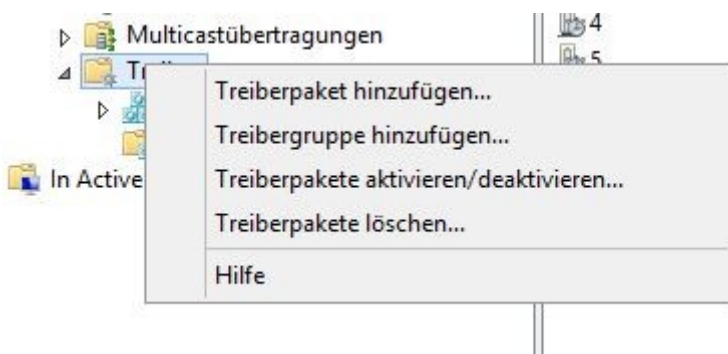 Multicastübertragungen
4
5
Treiberpaket hinzufügen...
Treibergruppe hinzufügen...
In Active
Treiberpakete aktivieren/deaktivieren...
Treiberpakete löschen...
Hilfe